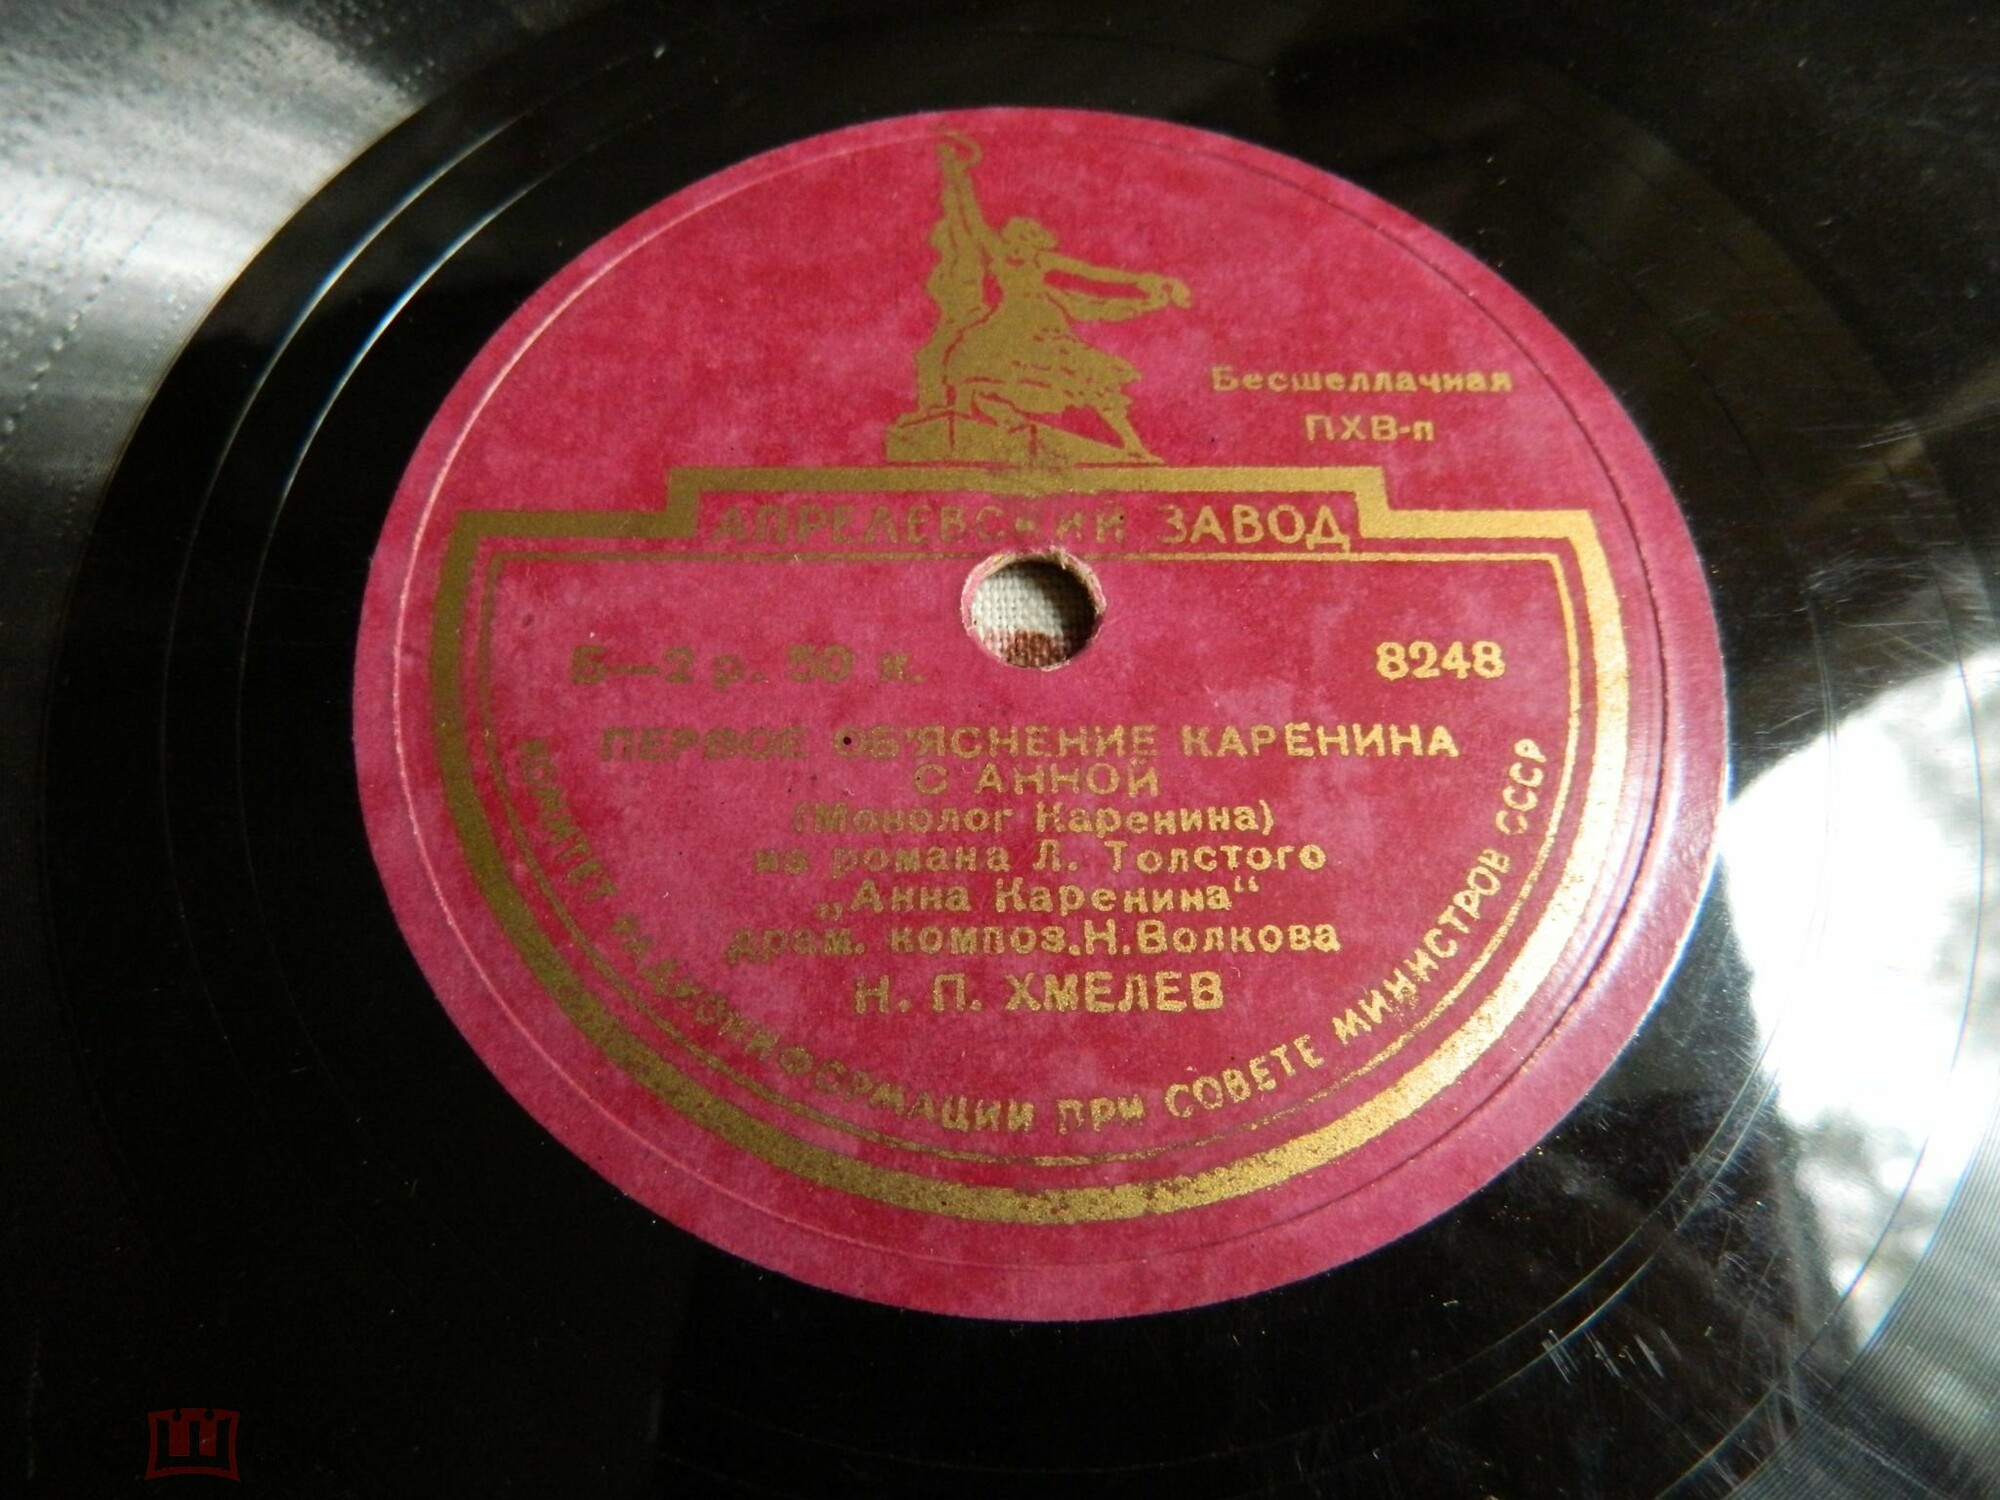 Бесшеллачная
ПХВ-п
АПРЕЛЕВСКИЙ ЗАВОД
Б—2 р. 50 к.
8248
ПЕРВОЕ ОБ'ЯСНЕНИЕ КАРЕНИНА
С АННОЙ
(Монолог Каренина)
из романа Л. Толстого
„Анна Каренина“
драм. композ. Н. Волкова
Н. П. ХМЕЛЕВ
КОМИТЕТ РАДИОИНФОРМАЦИИ ПРИ СОВЕТЕ МИНИСТРОВ СССР